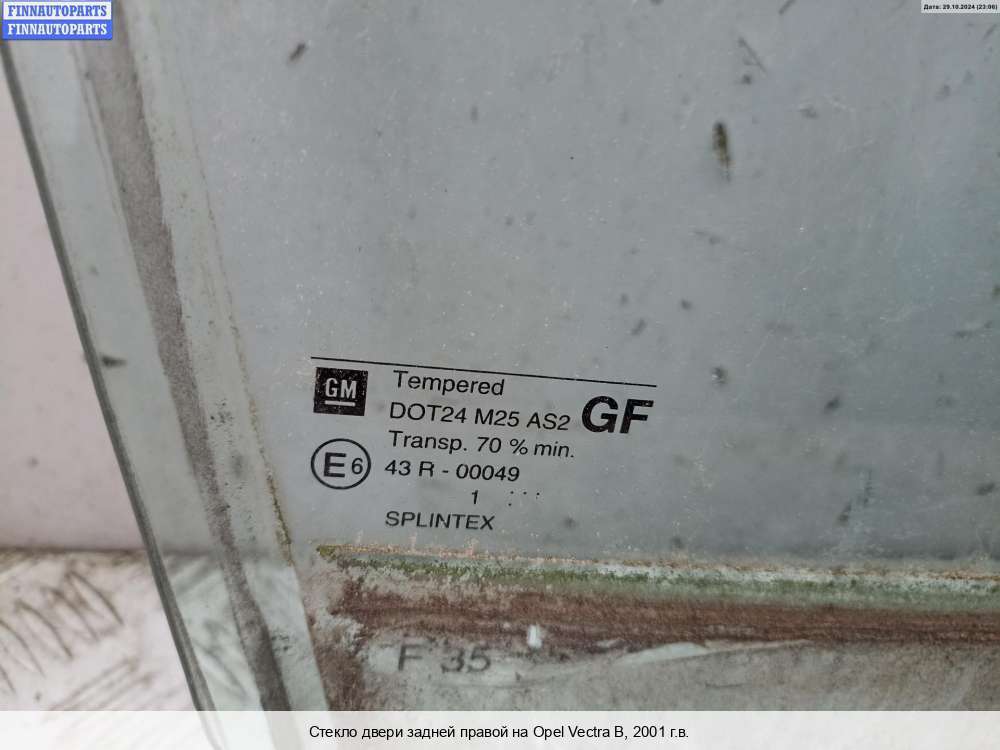 FINNAUTOPARTS
FINNAUTOPARTS
Дата: 29.10.2024 (23:06)
GM
Tempered
DOT24 M25 AS2 GF
Transp. 70 % min.
E6 43 R - 00049
1 . . . .
SPLINTEX
F 35
Стекло двери задней правой на Opel Vectra B, 2001 г.в.